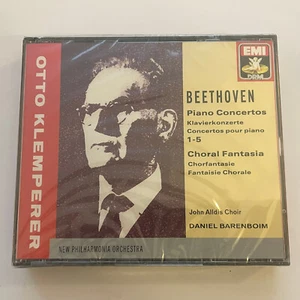 OTTO KLEMPERER
EMI
BEETHOVEN
Piano Concertos
Klavierkonzerte
Concertos pour piano
1-5
Choral Fantasia
Chorfantasie
Fantaisie Chorale
John Alldis Choir
DANIEL BARENBOIM
NEW PHILHARMONIA ORCHESTRA